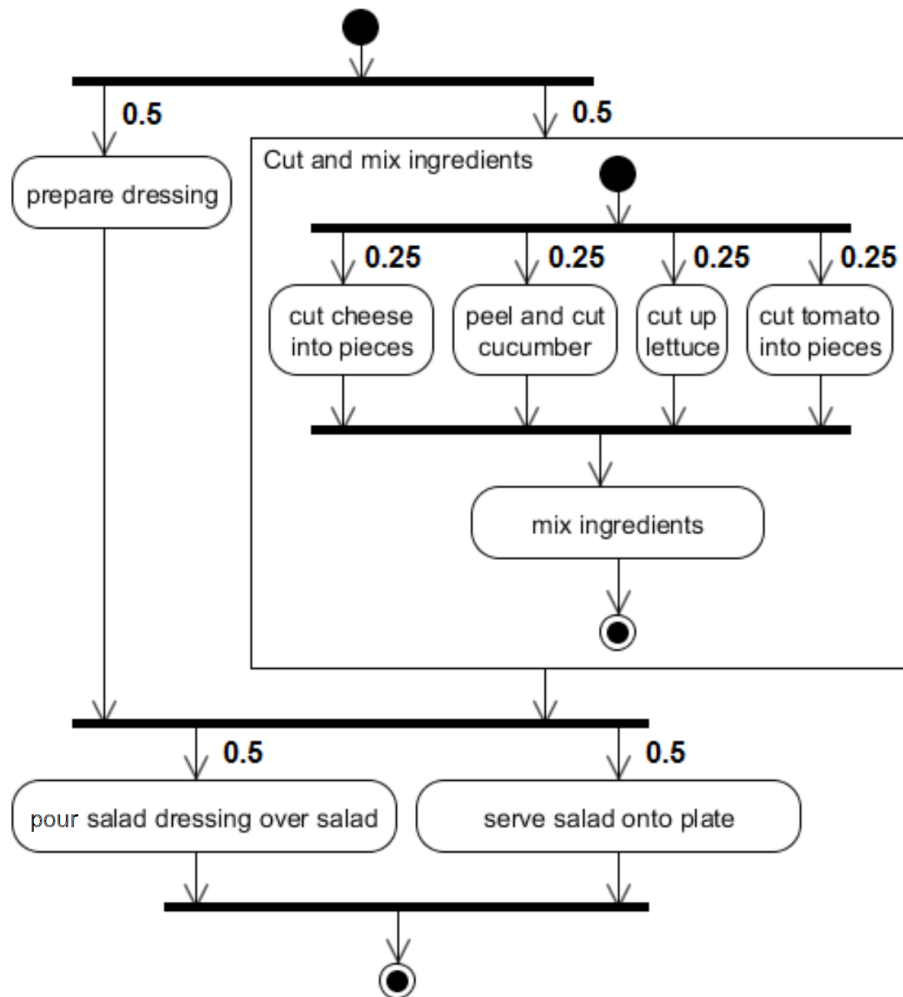 0.5
0.5
prepare dressing
Cut and mix ingredients
0.25
0.25
0.25
0.25
cut cheese
into pieces
peel and cut
cucumber
cut up
lettuce
cut tomato
into pieces
mix ingredients
0.5
0.5
pour salad dressing over salad
serve salad onto plate